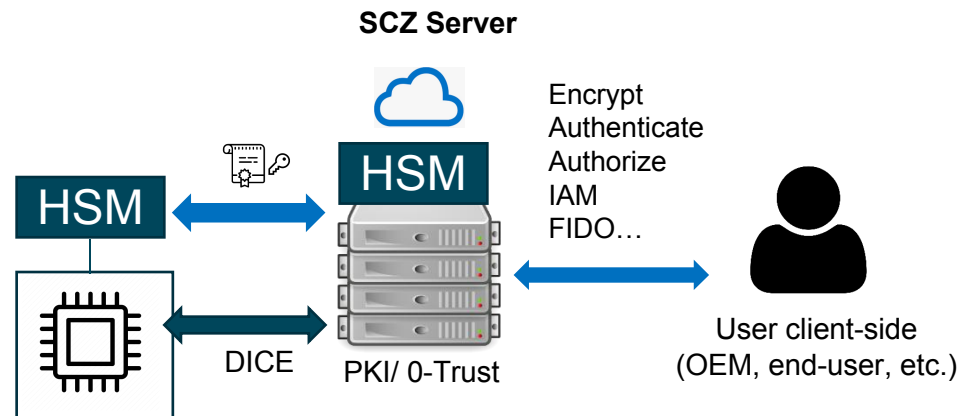 SCZ Server
Encrypt
Authenticate
Authorize
IAM
FIDO…
HSM
HSM
DICE
PKI/ 0-Trust
User client-side
(OEM, end-user, etc.)